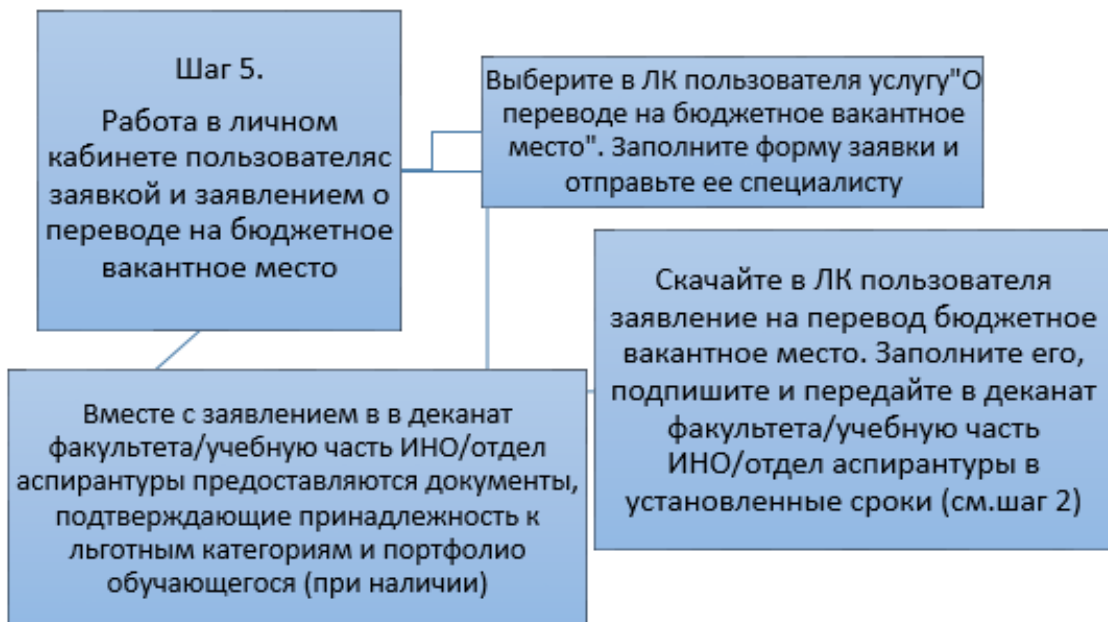 Шаг 5.
Работа в личном
кабинете пользователяс
заявкой и заявлением о
переводе на бюджетное
вакантное место
Выберите в ЛК пользователя услугу"О
переводе на бюджетное вакантное
место". Заполните форму заявки и
отправьте ее специалисту
Скачайте в ЛК пользователя
заявление на перевод бюджетное
вакантное место. Заполните его,
подпишите и передайте в деканат
факультета/учебную часть
ИНО/отдел аспирантуры в
установленные сроки (см.шаг 2)
Вместе с заявлением в в деканат
факультета/учебную часть ИНО/отдел
аспирантуры предоставляются документы,
подтверждающие принадлежность к
льготным категориям и портфолио
обучающегося (при наличии)